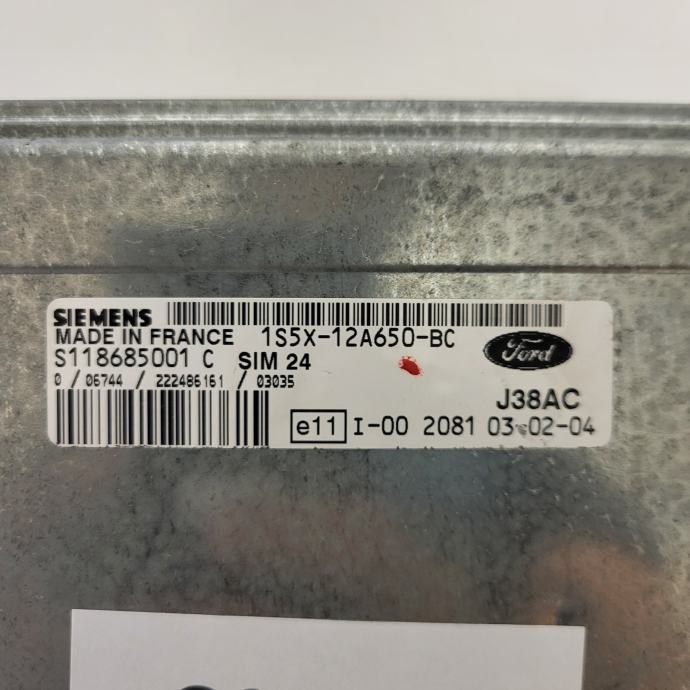 SIEMENS
MADE IN FRANCE 1S5X-12A650-BC
S118685001 C SIM 24
Ford
0 / 06744 / 222486161 / 03035
J38AC
e11 I-00 2081 03-02-04